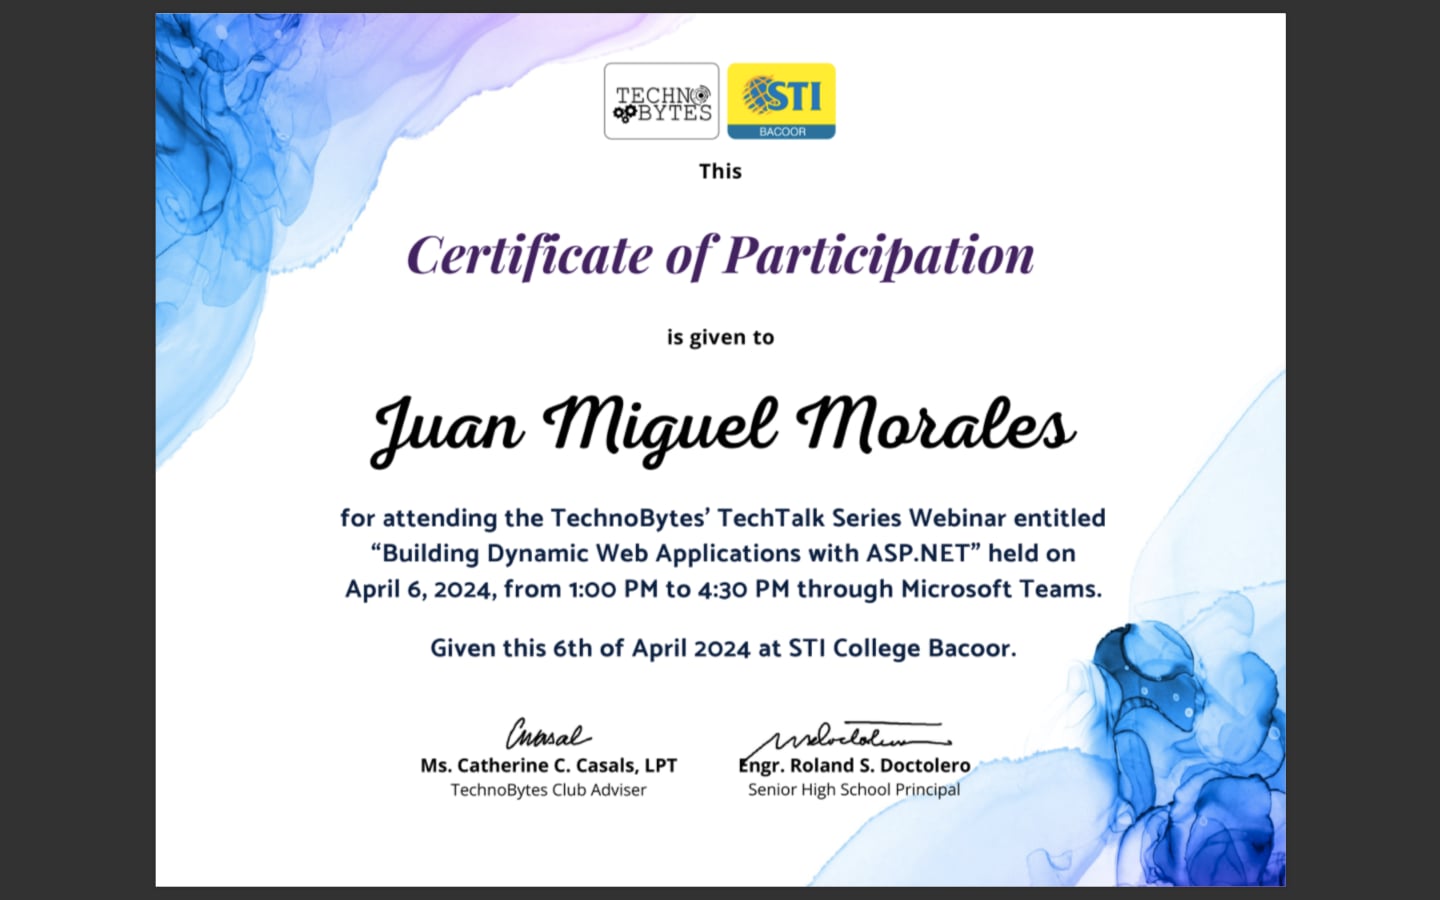 TECHNO
BYTES
STI
BACOOR
This
Certificate of Participation
is given to
Juan Miguel Morales
for attending the TechnoBytes’ TechTalk Series Webinar entitled
“Building Dynamic Web Applications with ASP.NET” held on
April 6, 2024, from 1:00 PM to 4:30 PM through Microsoft Teams.
Given this 6th of April 2024 at STI College Bacoor.
Ms. Catherine C. Casals, LPT
TechnoBytes Club Adviser
Engr. Roland S. Doctolero
Senior High School Principal